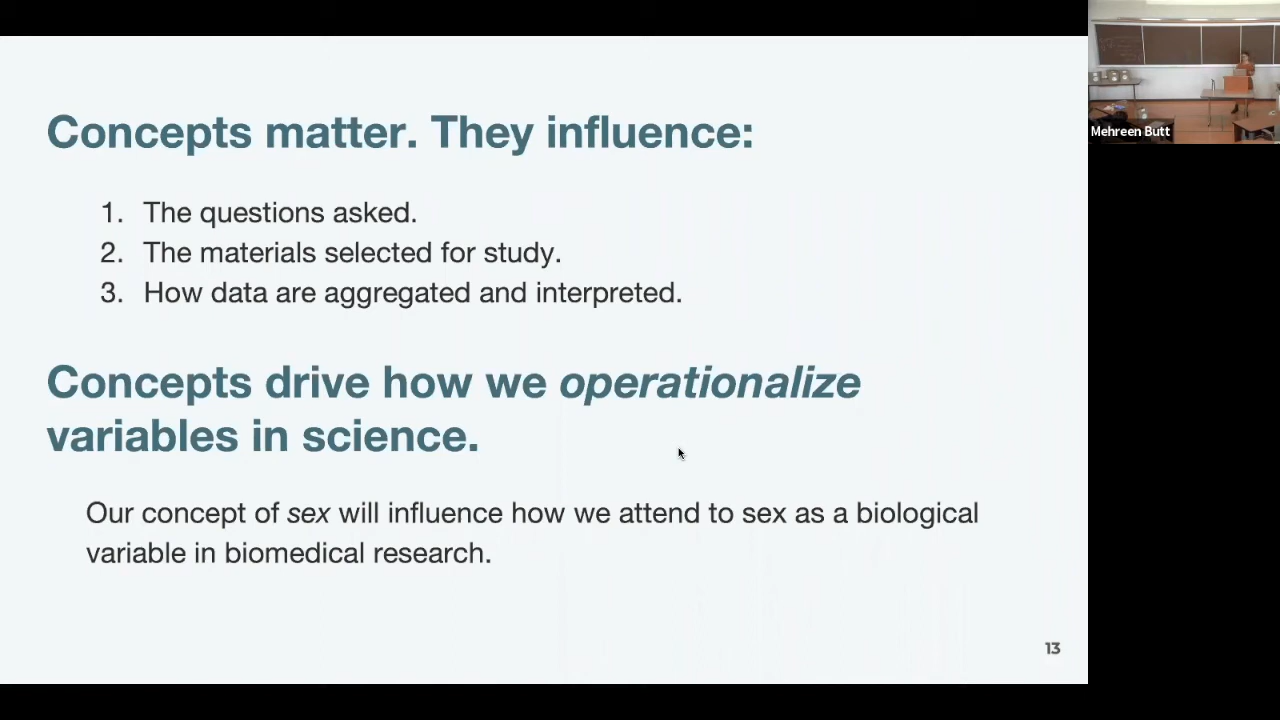 Concepts matter. They influence:
1. The questions asked.
2. The materials selected for study.
3. How data are aggregated and interpreted.
Concepts drive how we operationalize
variables in science.
Our concept of sex will influence how we attend to sex as a biological
variable in biomedical research.
13
Mehreen Butt